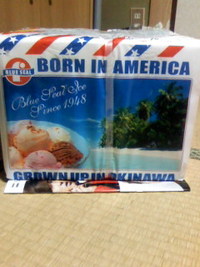 BLUE SEAL
BORN IN AMERICA
Blue Seal Ice
Since 1948
GROWN UP IN OKINAWA